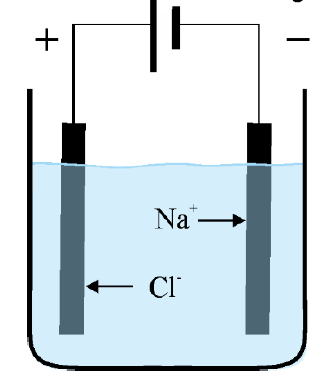 + −
Na⁺
Cl⁻